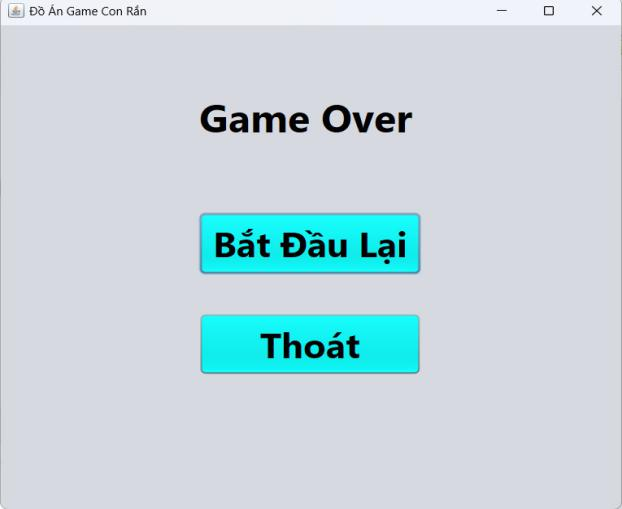 Đồ Án Game Con Rắn
Game Over
Bắt Đầu Lại
Thoát